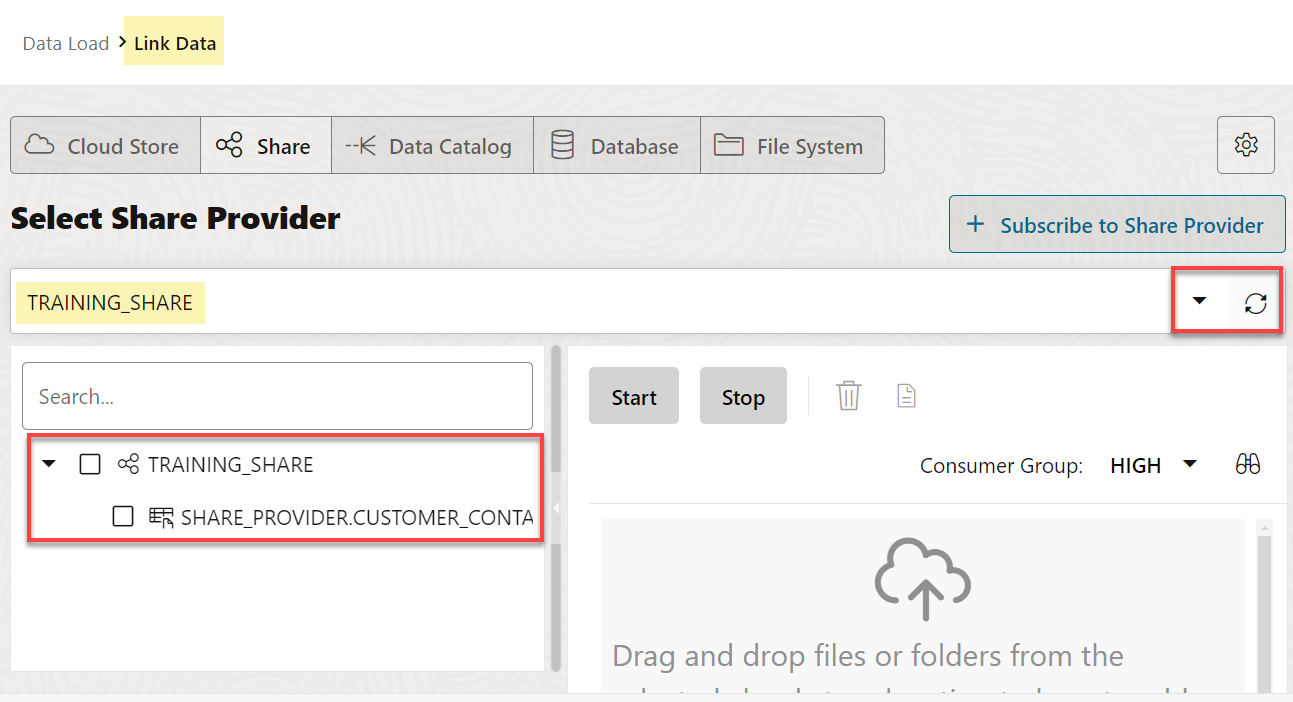 Data Load > Link Data
Cloud Store Share Data Catalog Database File System
Select Share Provider
+ Subscribe to Share Provider
TRAINING_SHARE
Search...
Start Stop
TRAINING_SHARE
Consumer Group: HIGH
SHARE_PROVIDER.CUSTOMER_CONTA
Drag and drop files or folders from the